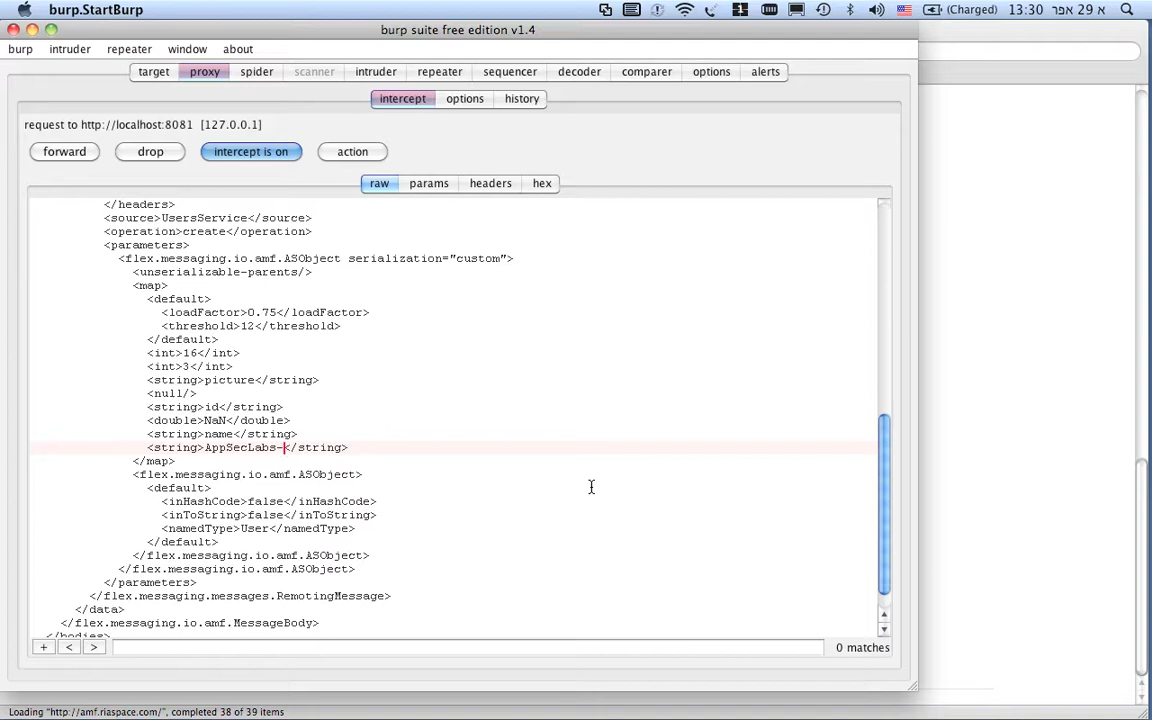 burp.StartBurp
(Charged) 13:30 א 29 אפר
burp suite free edition v1.4
burp intruder repeater window about
target proxy spider scanner intruder repeater sequencer decoder comparer options alerts
intercept options history
request to http://localhost:8081 [127.0.0.1]
forward drop intercept is on action
raw params headers hex
</headers>
<source>UsersService</source>
<operation>create</operation>
<parameters>
<flex.messaging.io.amf.ASObject serialization="custom">
<unserializable-parents/>
<map>
<default>
<loadFactor>0.75</loadFactor>
<threshold>12</threshold>
</default>
<int>16</int>
<int>3</int>
<string>picture</string>
<null/>
<string>id</string>
<double>NaN</double>
<string>name</string>
<string>AppSecLabs-</string>
</map>
<flex.messaging.io.amf.ASObject>
<default>
<inHashCode>false</inHashCode>
<inToString>false</inToString>
<namedType>User</namedType>
</default>
</flex.messaging.io.amf.ASObject>
</flex.messaging.io.amf.ASObject>
</parameters>
</flex.messaging.messages.RemotingMessage>
</data>
</flex.messaging.io.amf.MessageBody>
</bodies>
+ < > 0 matches
Loading "http://amf.riaspace.com/", completed 38 of 39 items